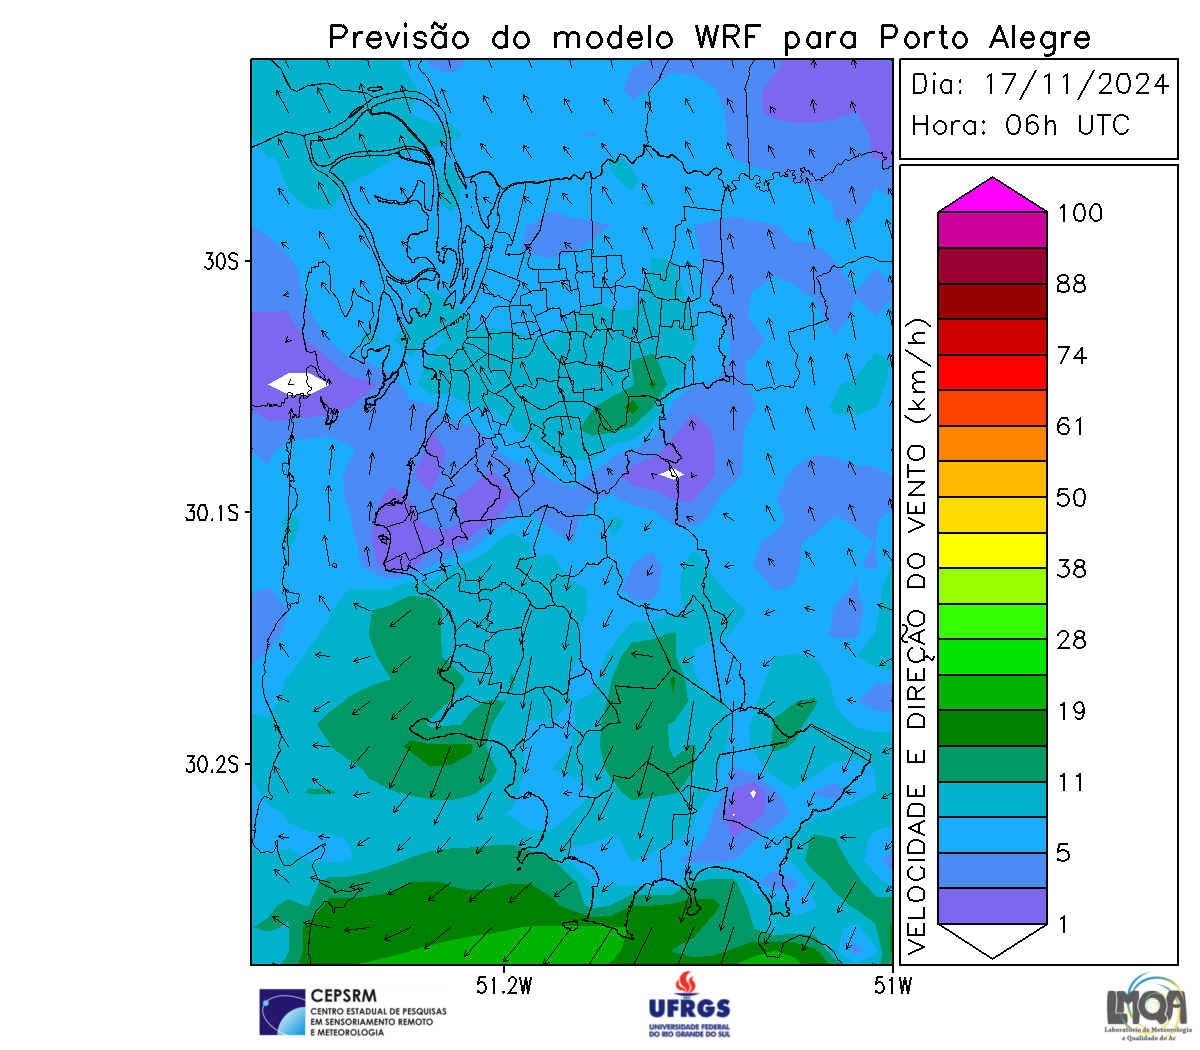 Previsão do modelo WRF para Porto Alegre
Dia: 17/11/2024
Hora: 06h UTC
30S
30.1S
30.2S
51.2W
51W
VELOCIDADE E DIREÇÃO DO VENTO (km/h)
100
88
74
61
50
38
28
19
11
5
1
CEPSRM
CENTRO ESTADUAL DE PESQUISAS
EM SENSORIAMENTO REMOTO
E METEOROLOGIA
UFRGS
UNIVERSIDADE FEDERAL
DO RIO GRANDE DO SUL
LMQA
Laboratório de Meteorologia
e Qualidade do Ar